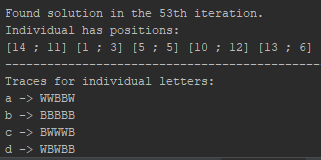 Found solution in the 53th iteration.
Individual has positions:
[14 ; 11] [1 ; 3] [5 ; 5] [10 ; 12] [13 ; 6]
------------------------------------------------
Traces for individual letters:
a -> WWBBW
b -> BBBBB
c -> BWWWB
d -> WBWBB